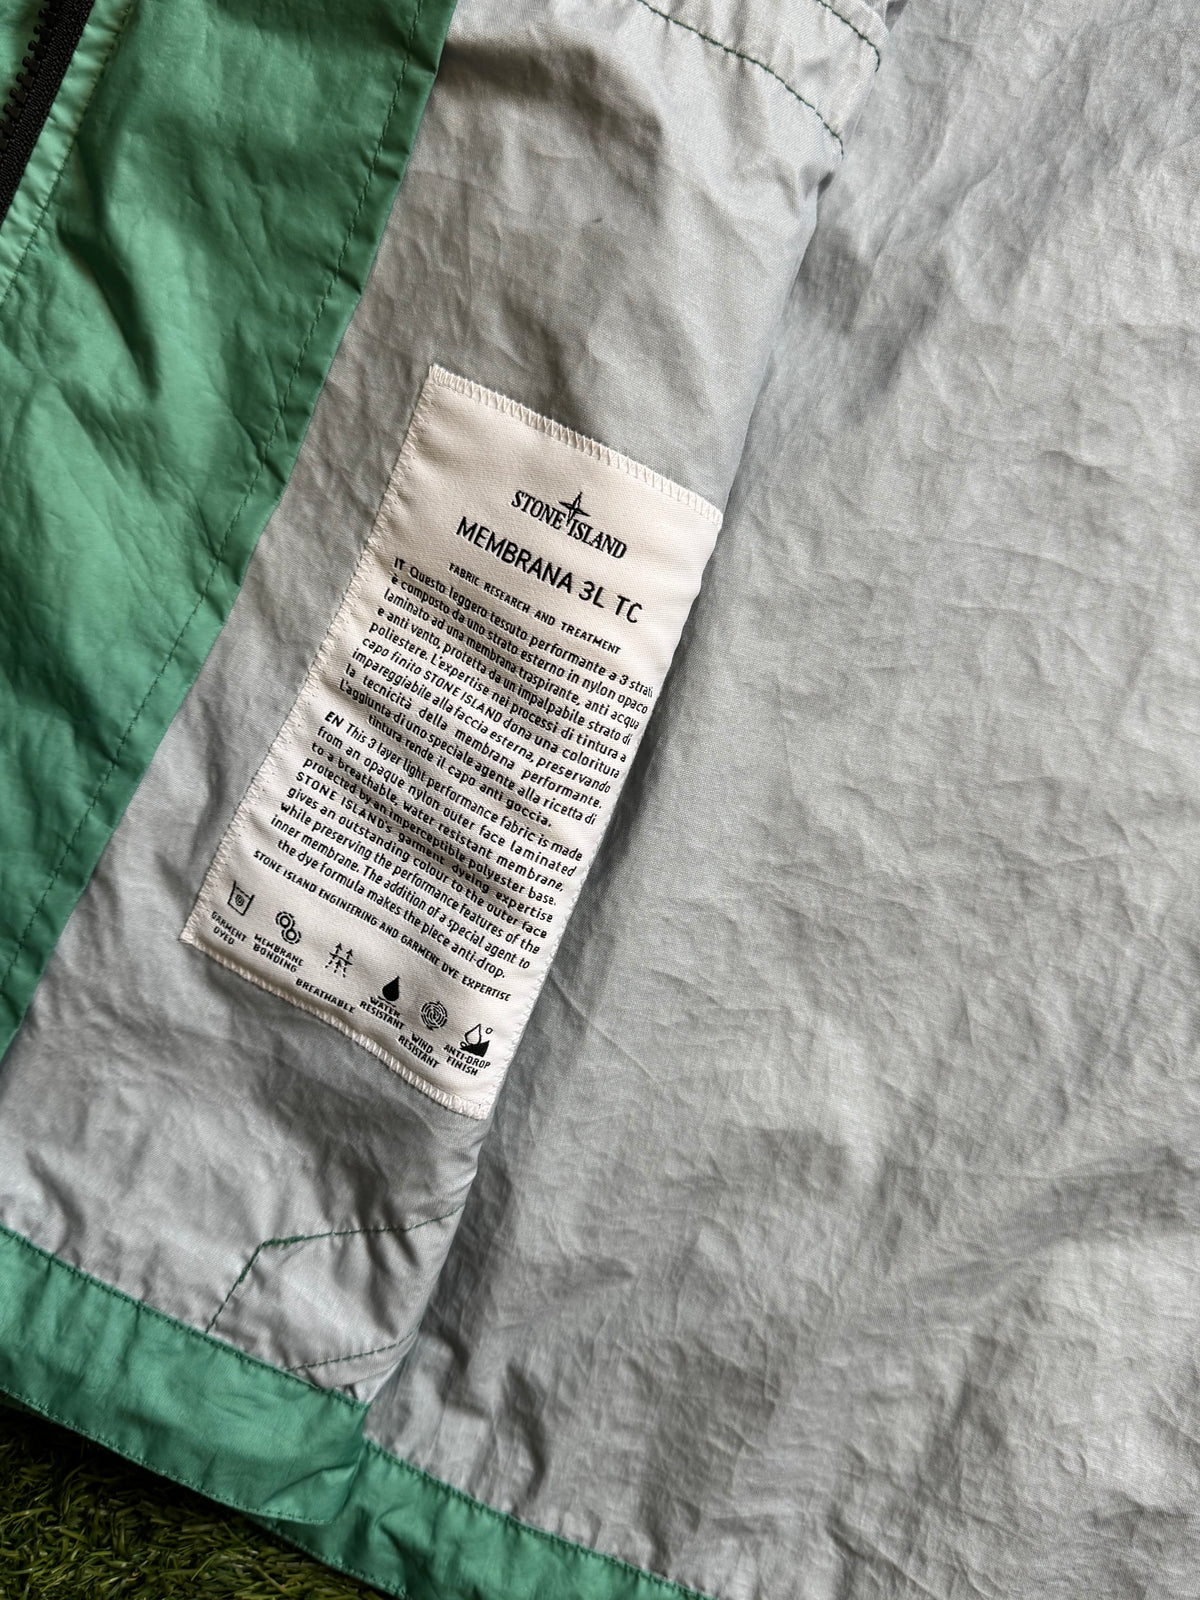 STONE ISLAND
MEMBRANA 3L TC
FABRIC RESEARCH AND TREATMENT
IT Questo leggero tessuto performante a 3 strati
è composto da uno strato esterno in nylon opaco
laminato ad una membrana traspirante, anti acqua
e anti vento, protetta da un impalpabile strato di
poliestere. L'expertise nei processi di tintura a
capo finito STONE ISLAND dona una coloritura
impareggiabile alla faccia esterna, preservando
la tecnicità della membrana performante.
L'aggiunta di uno speciale agente alla ricetta di
tintura rende il capo anti goccia.
EN This 3 layer light performance fabric is made
from an opaque nylon outer face laminated
to a breathable, water resistant membrane,
protected by an imperceptible polyester base.
STONE ISLAND's garment dyeing expertise
gives an outstanding colour to the outer face
while preserving the performance features of the
inner membrane. The addition of a special agent to
the dye formula makes the piece anti-drop.
STONE ISLAND ENGINEERING AND GARMENT DYE EXPERTISE
GARMENT
DYED
MEMBRANE
BONDING
BREATHABLE
WATER
RESISTANT
WIND
RESISTANT
ANTI-DROP
FINISH